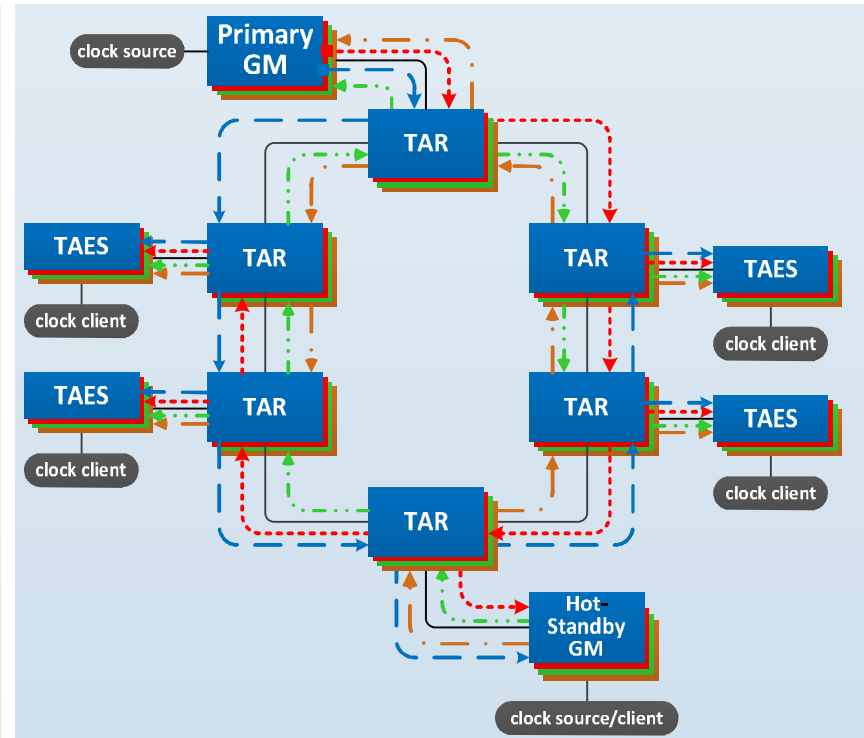 clock source
Primary
GM
TAR
TAES
TAR
TAR
TAES
clock client
clock client
TAES
TAR
TAR
TAES
clock client
clock client
TAR
Hot-
Standby
GM
clock source/client